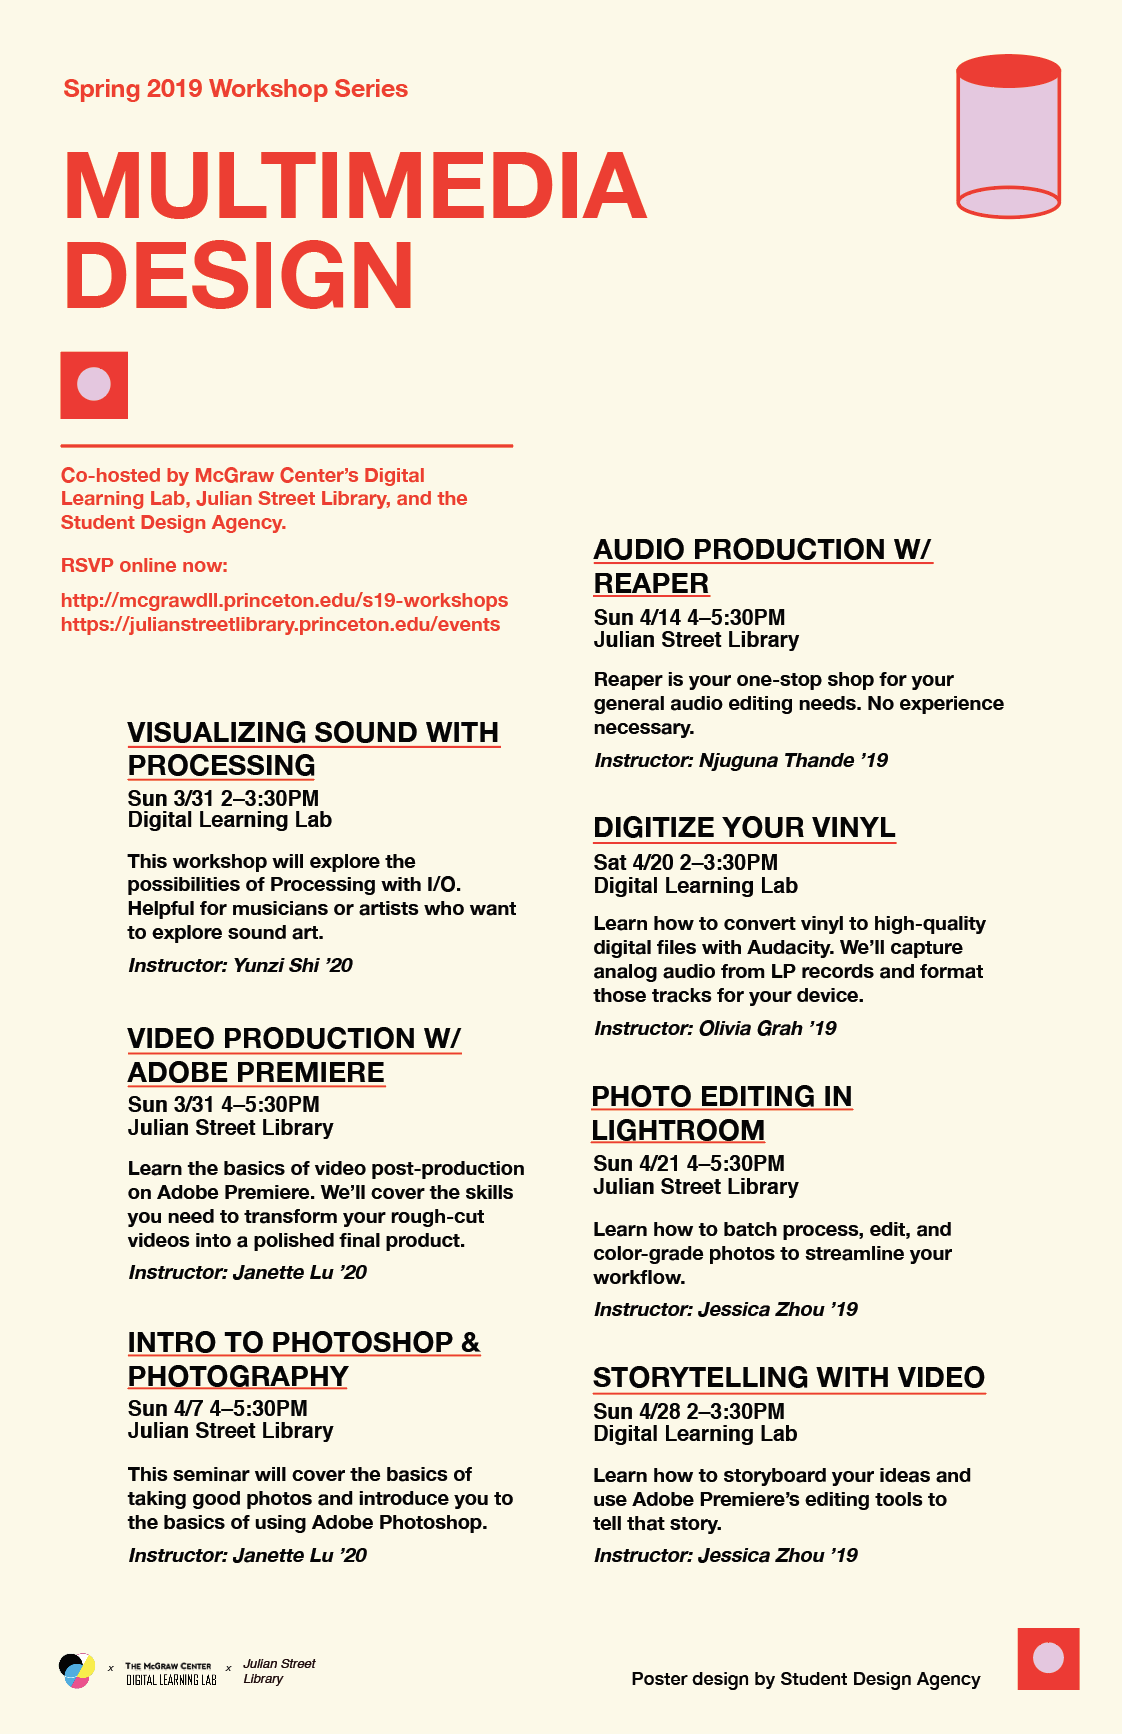 Spring 2019 Workshop Series
MULTIMEDIA
DESIGN
Co-hosted by McGraw Center’s Digital
Learning Lab, Julian Street Library, and the
Student Design Agency.
RSVP online now:
http://mcgrawdll.princeton.edu/s19-workshops
https://julianstreetlibrary.princeton.edu/events
VISUALIZING SOUND WITH
PROCESSING
Sun 3/31 2–3:30PM
Digital Learning Lab
This workshop will explore the
possibilities of Processing with I/O.
Helpful for musicians or artists who want
to explore sound art.
Instructor: Yunzi Shi ’20
VIDEO PRODUCTION W/
ADOBE PREMIERE
Sun 3/31 4–5:30PM
Julian Street Library
Learn the basics of video post-production
on Adobe Premiere. We’ll cover the skills
you need to transform your rough-cut
videos into a polished final product.
Instructor: Janette Lu ’20
INTRO TO PHOTOSHOP &
PHOTOGRAPHY
Sun 4/7 4–5:30PM
Julian Street Library
This seminar will cover the basics of
taking good photos and introduce you to
the basics of using Adobe Photoshop.
Instructor: Janette Lu ’20
AUDIO PRODUCTION W/
REAPER
Sun 4/14 4–5:30PM
Julian Street Library
Reaper is your one-stop shop for your
general audio editing needs. No experience
necessary.
Instructor: Njuguna Thande ’19
DIGITIZE YOUR VINYL
Sat 4/20 2–3:30PM
Digital Learning Lab
Learn how to convert vinyl to high-quality
digital files with Audacity. We’ll capture
analog audio from LP records and format
those tracks for your device.
Instructor: Olivia Grah ’19
PHOTO EDITING IN
LIGHTROOM
Sun 4/21 4–5:30PM
Julian Street Library
Learn how to batch process, edit, and
color-grade photos to streamline your
workflow.
Instructor: Jessica Zhou ’19
STORYTELLING WITH VIDEO
Sun 4/28 2–3:30PM
Digital Learning Lab
Learn how to storyboard your ideas and
use Adobe Premiere’s editing tools to
tell that story.
Instructor: Jessica Zhou ’19
x
THE MCGRAW CENTER
DIGITAL LEARNING LAB
x
Julian Street
Library
Poster design by Student Design Agency